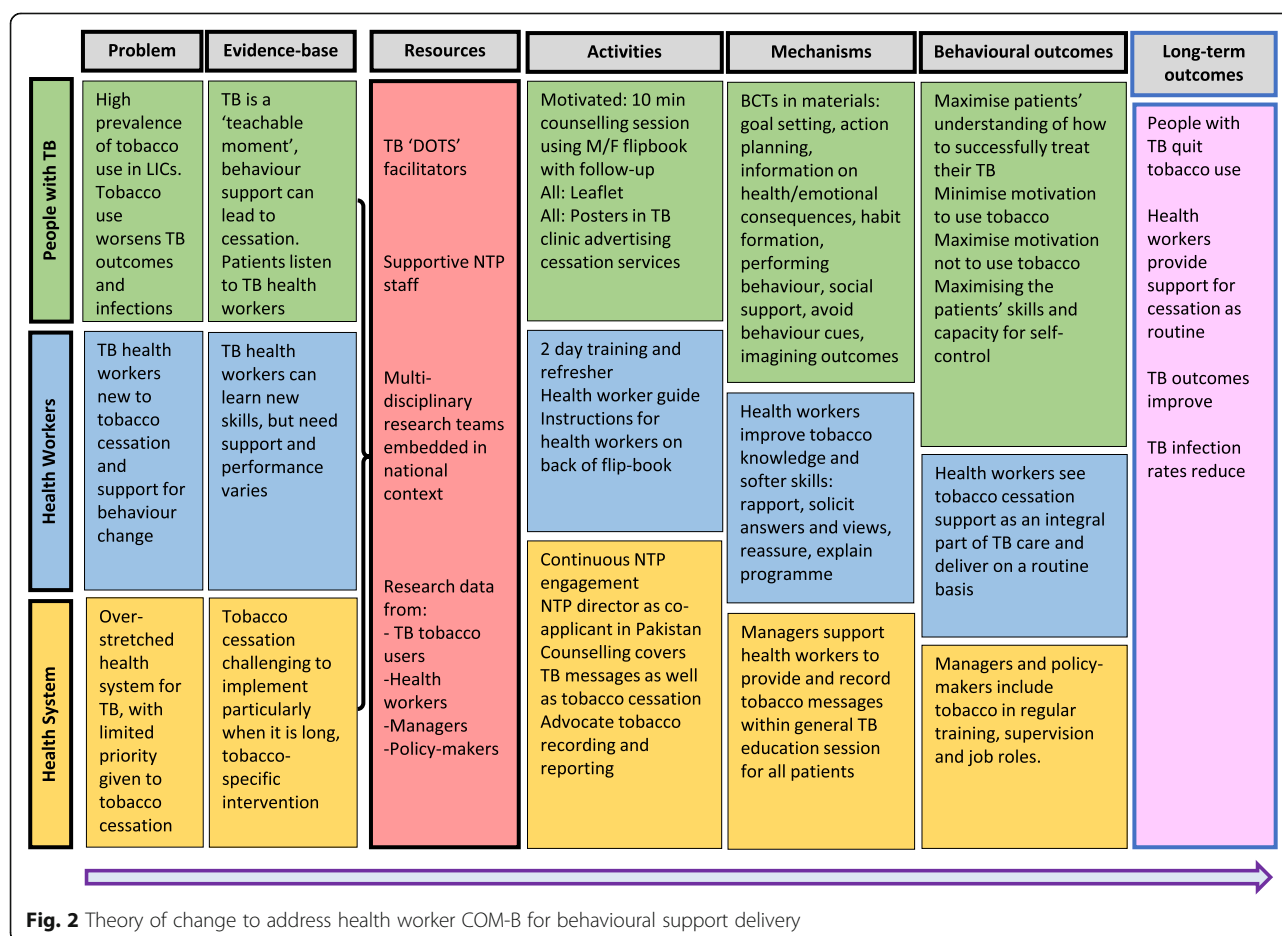 Problem
Evidence-base
Resources
Activities
Mechanisms
Behavioural outcomes
Long-term
outcomes
People with TB
High
prevalence
of tobacco
use in LICs.
Tobacco
use
worsens TB
outcomes
and
infections
TB is a
‘teachable
moment’,
behaviour
support can
lead to
cessation.
Patients listen
to TB health
workers
TB ‘DOTS’
facilitators
Supportive NTP
staff
Multi-
disciplinary
research teams
embedded in
national
context
Research data
from:
- TB tobacco
users
-Health
workers
-Managers
-Policy-makers
Motivated: 10 min
counselling session
using M/F flipbook
with follow-up
All: Leaflet
All: Posters in TB
clinic advertising
cessation services
BCTs in materials:
goal setting, action
planning,
information on
health/emotional
consequences, habit
formation,
performing
behaviour, social
support, avoid
behaviour cues,
imagining outcomes
Maximise patients’
understanding of how
to successfully treat
their TB
Minimise motivation
to use tobacco
Maximise motivation
not to use tobacco
Maximising the
patients’ skills and
capacity for self-
control
People with
TB quit
tobacco use
Health
workers
provide
support for
cessation as
routine
TB outcomes
improve
TB infection
rates reduce
Health Workers
TB health
workers
new to
tobacco
cessation
and
support for
behaviour
change
TB health
workers can
learn new
skills, but need
support and
performance
varies
2 day training and
refresher
Health worker guide
Instructions for
health workers on
back of flip-book
Health workers
improve tobacco
knowledge and
softer skills:
rapport, solicit
answers and views,
reassure, explain
programme
Health workers see
tobacco cessation
support as an integral
part of TB care and
deliver on a routine
basis
Health System
Over-
stretched
health
system for
TB, with
limited
priority
given to
tobacco
cessation
Tobacco
cessation
challenging to
implement
particularly
when it is long,
tobacco-
specific
intervention
Continuous NTP
engagement
NTP director as co-
applicant in Pakistan
Counselling covers
TB messages as well
as tobacco cessation
Advocate tobacco
recording and
reporting
Managers support
health workers to
provide and record
tobacco messages
within general TB
education session
for all patients
Managers and policy-
makers include
tobacco in regular
training, supervision
and job roles.
Fig. 2 Theory of change to address health worker COM-B for behavioural support delivery